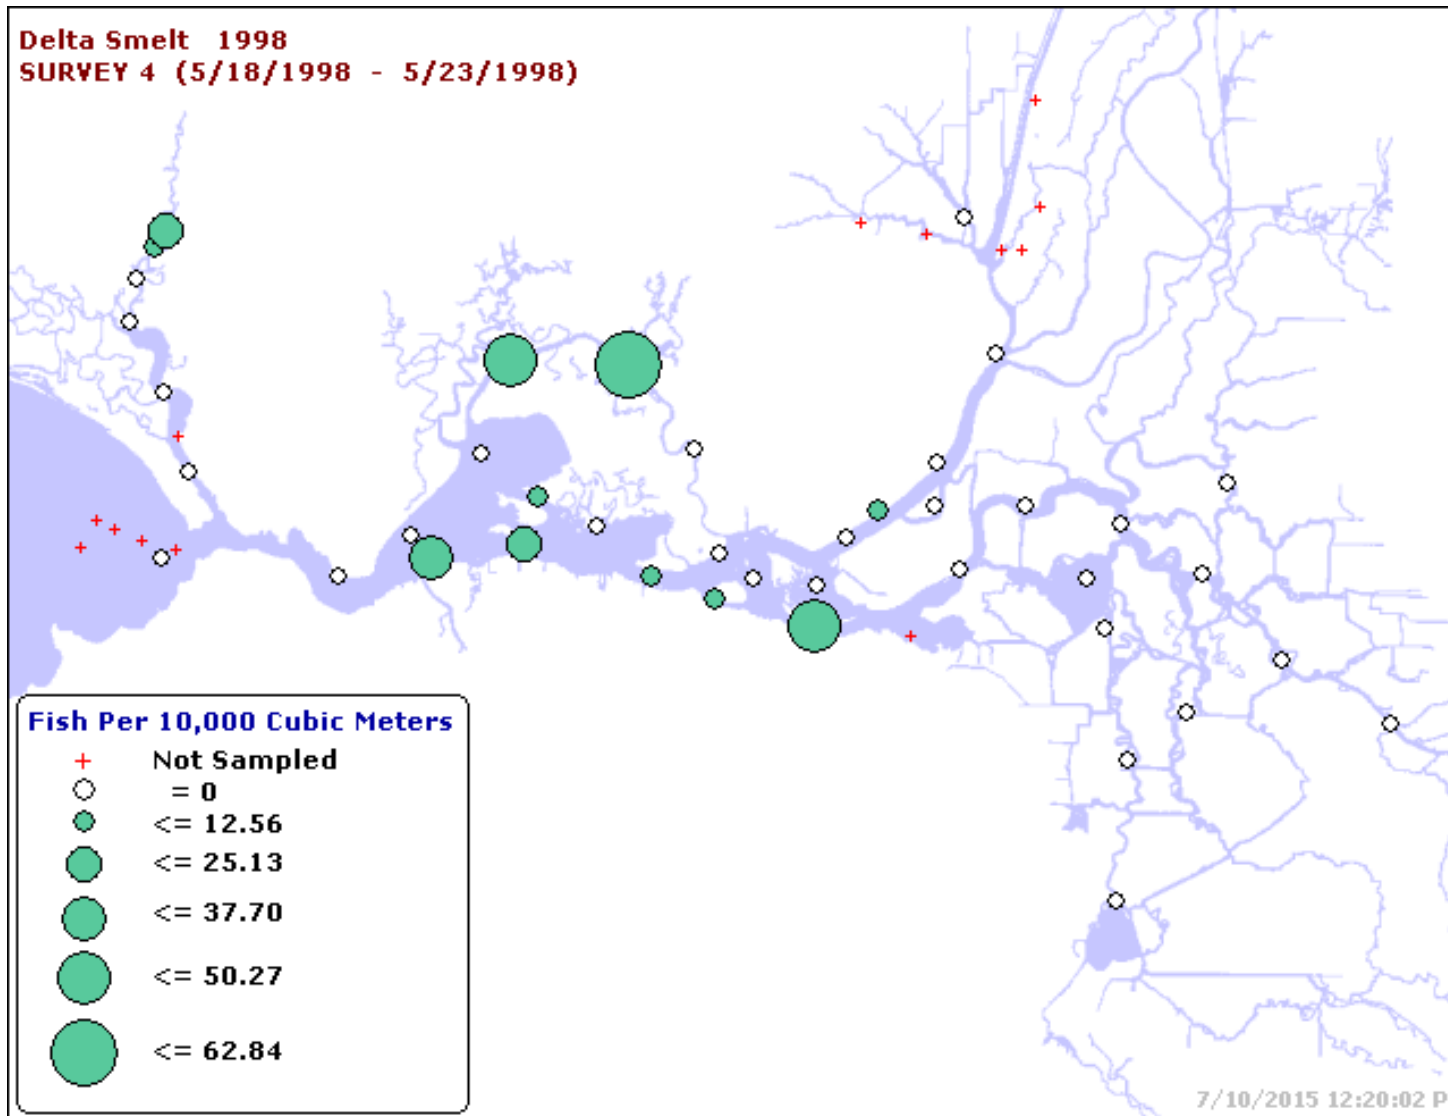 Delta Smelt 1998
SURVEY 4 (5/18/1998 - 5/23/1998)
Fish Per 10,000 Cubic Meters
Not Sampled
= 0
<= 12.56
<= 25.13
<= 37.70
<= 50.27
<= 62.84
7/10/2015 12:20:02 P